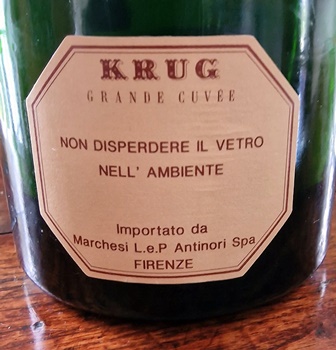 KRUG
GRANDE CUVÉE
NON DISPERDERE IL VETRO
NELL' AMBIENTE
Importato da
Marchesi L.e.P Antinori Spa
FIRENZE